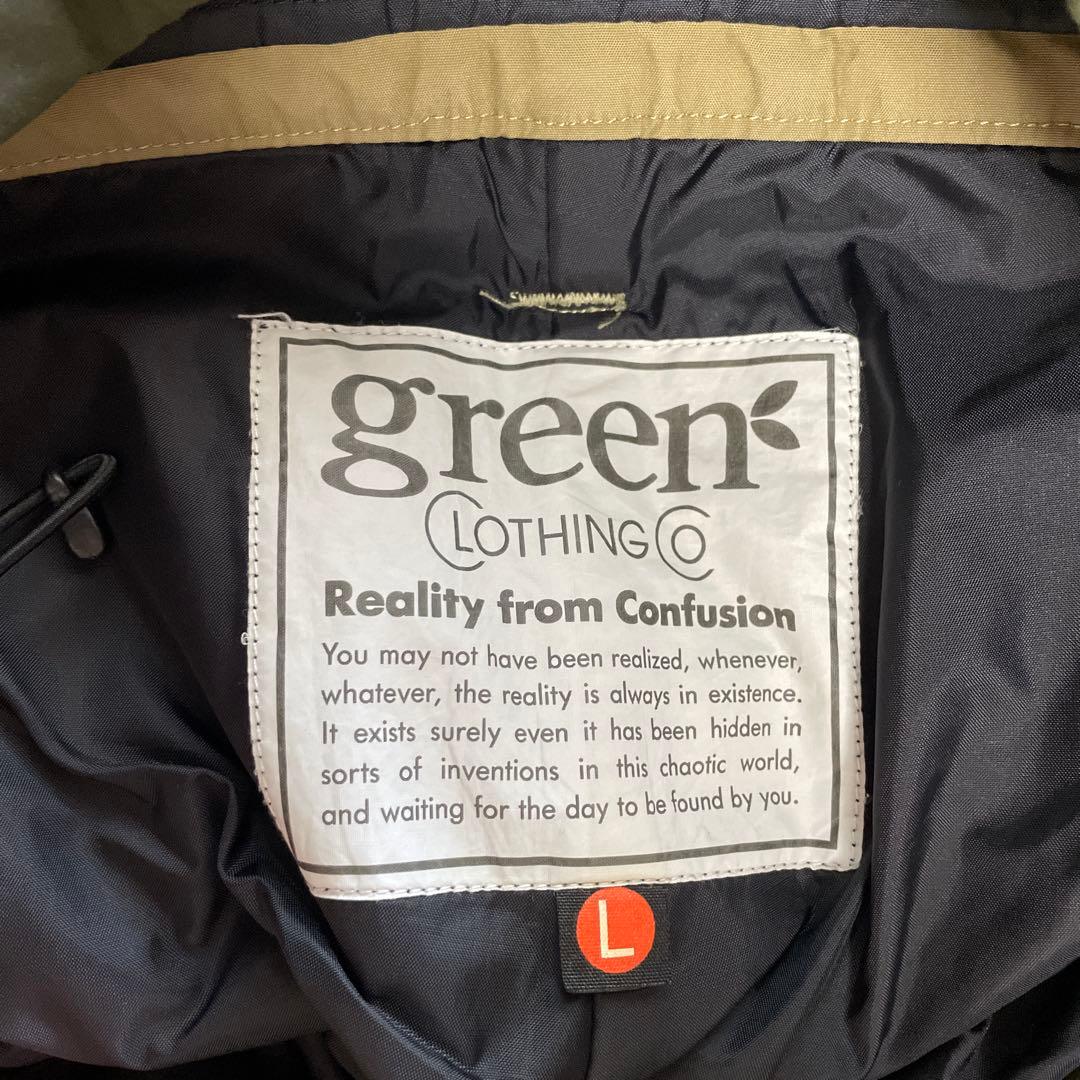 green
CLOTHING CO
Reality from Confusion
You may not have been realized, whenever,
whatever, the reality is always in existence.
It exists surely even it has been hidden in
sorts of inventions in this chaotic world,
and waiting for the day to be found by you.
L